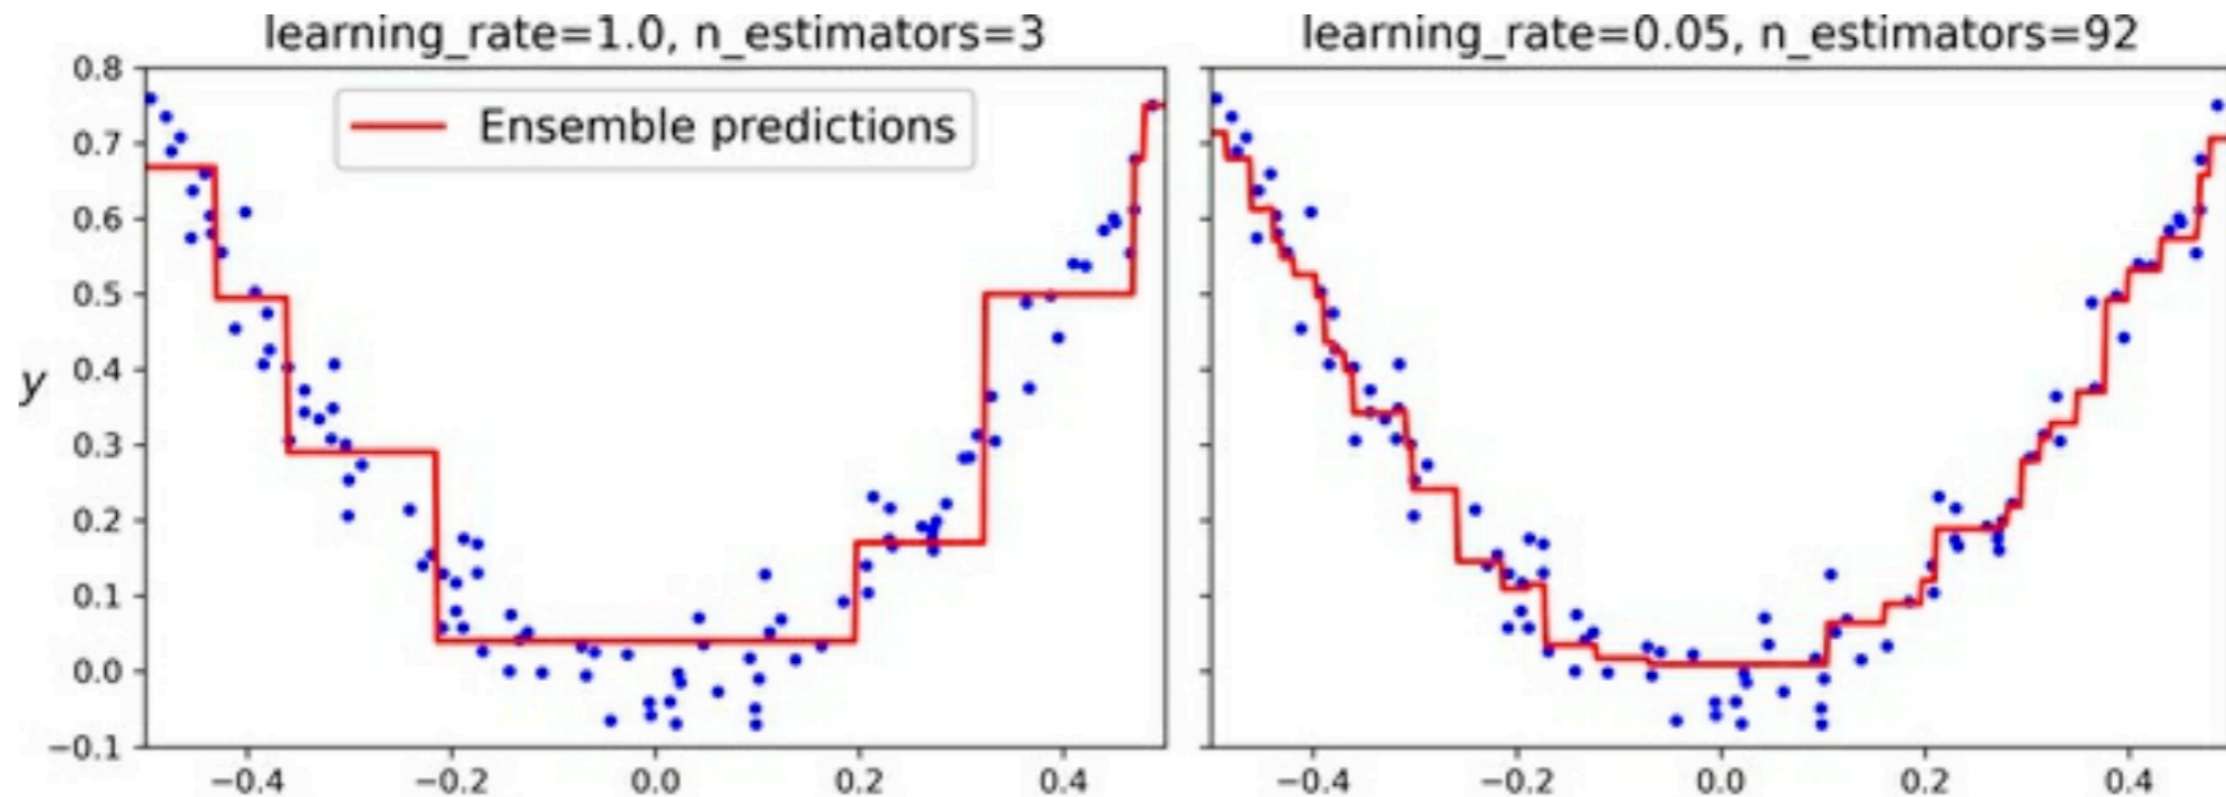 learning_rate=1.0, n_estimators=3
Ensemble predictions
y
0.8
0.7
0.6
0.5
0.4
0.3
0.2
0.1
0.0
−0.1
−0.4 −0.2 0.0 0.2 0.4
learning_rate=0.05, n_estimators=92
−0.4 −0.2 0.0 0.2 0.4